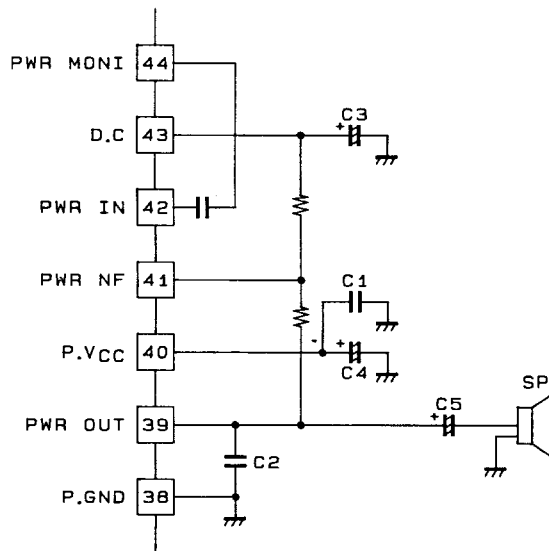 PWR MONI 44
D.C 43
C3
+
PWR IN 42
PWR NF 41
C1
P.VCC 40
+
C4
PWR OUT 39
C5
+
SP
C2
P.GND 38